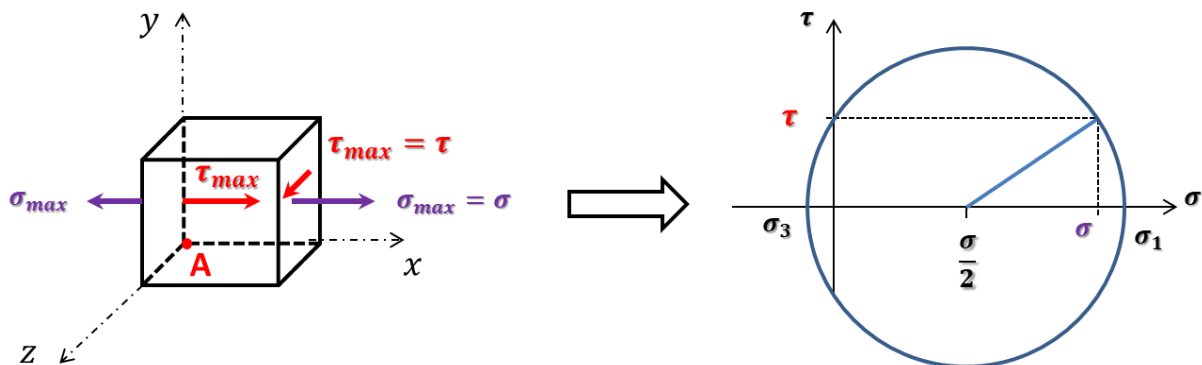 y
τ_max = τ
τ_max
σ_max
σ_max = σ
A
x
z
τ
τ
σ
σ_3
σ/2
σ
σ_1